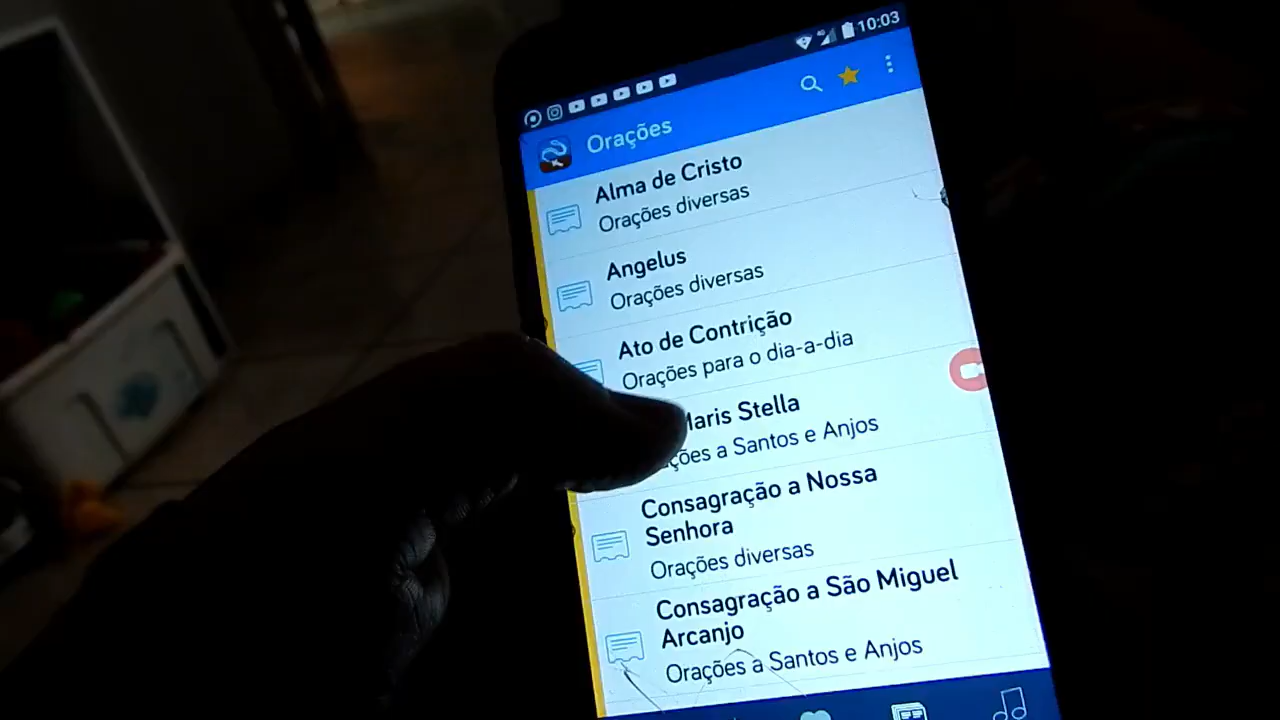 10:03
Orações
Alma de Cristo
Orações diversas
Angelus
Orações diversas
Ato de Contrição
Orações para o dia-a-dia
Maris Stella
a Santos e Anjos
Consagração a Nossa
Senhora
Orações diversas
Consagração a São Miguel
Arcanjo
Orações a Santos e Anjos